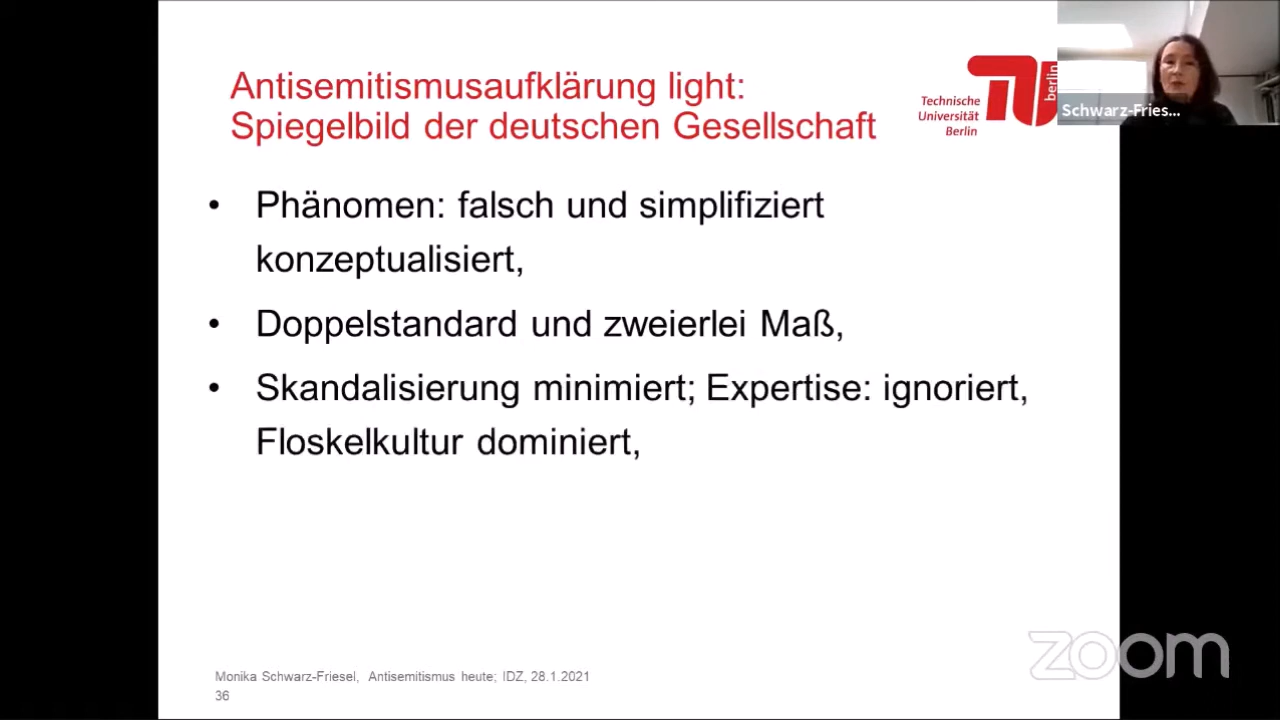 Antisemitismusaufklärung light:
Spiegelbild der deutschen Gesellschaft
Technische
Universität
Berlin
berlin
Schwarz-Fries...
• Phänomen: falsch und simplifiziert
konzeptualisiert,
• Doppelstandard und zweierlei Maß,
• Skandalisierung minimiert; Expertise: ignoriert,
Floskelkultur dominiert,
Monika Schwarz-Friesel, Antisemitismus heute; IDZ, 28.1.2021
36
zoom